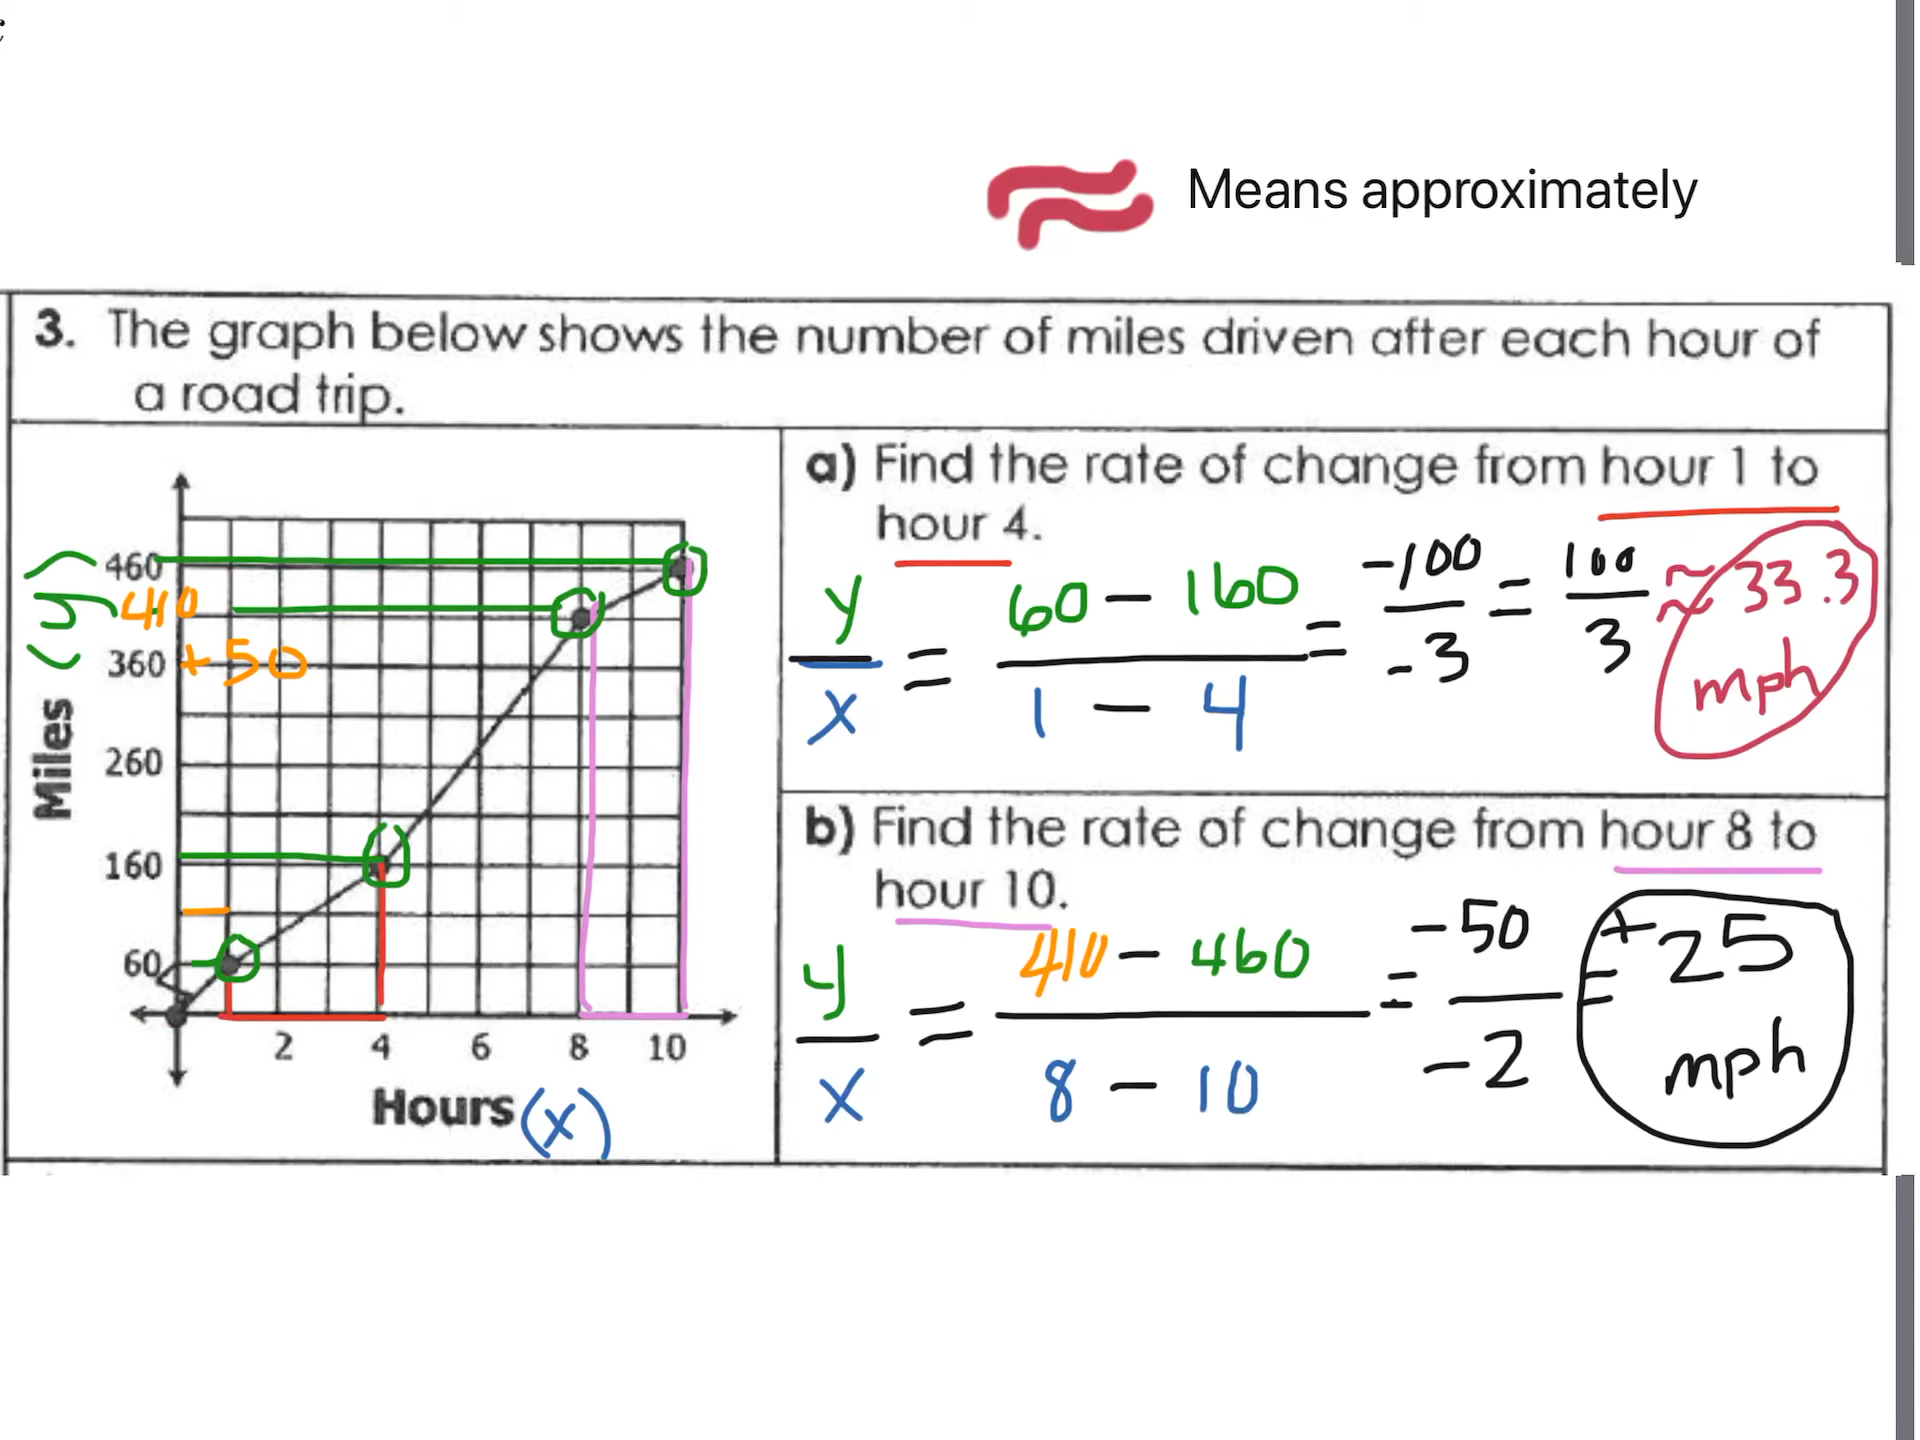 Means approximately
3. The graph below shows the number of miles driven after each hour of
a road trip.
a) Find the rate of change from hour 1 to
hour 4.
y/x = 60 - 160 / 1 - 4 = -100 / -3 = 100 / 3 ≈ 33.3
mph
b) Find the rate of change from hour 8 to
hour 10.
y/x = 410 - 460 / 8 - 10 = -50 / -2 = +25
mph
Miles (y)
460
410
360 +50
260
160
60
2 4 6 8 10
Hours (x)